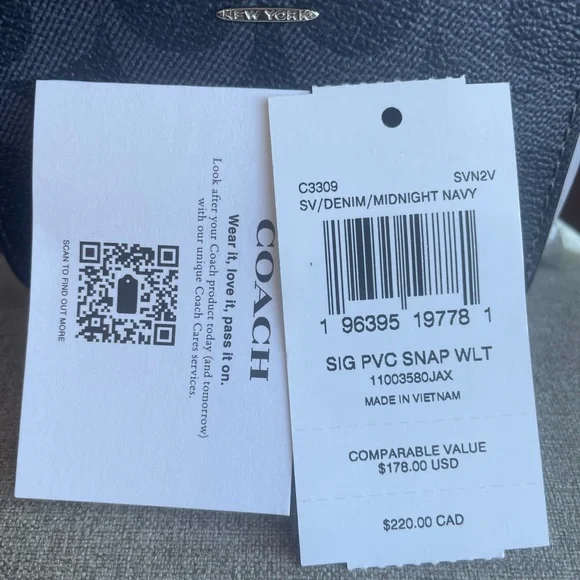 NEW YORK
COACH
Wear it, love it, pass it on.
Look after your Coach product today (and tomorrow)
with our unique Coach Cares services.
SCAN TO FIND OUT MORE
C3309 SVN2V
SV/DENIM/MIDNIGHT NAVY
1 96395 19778 1
SIG PVC SNAP WLT
11003580JAX
MADE IN VIETNAM
COMPARABLE VALUE
$178.00 USD
$220.00 CAD